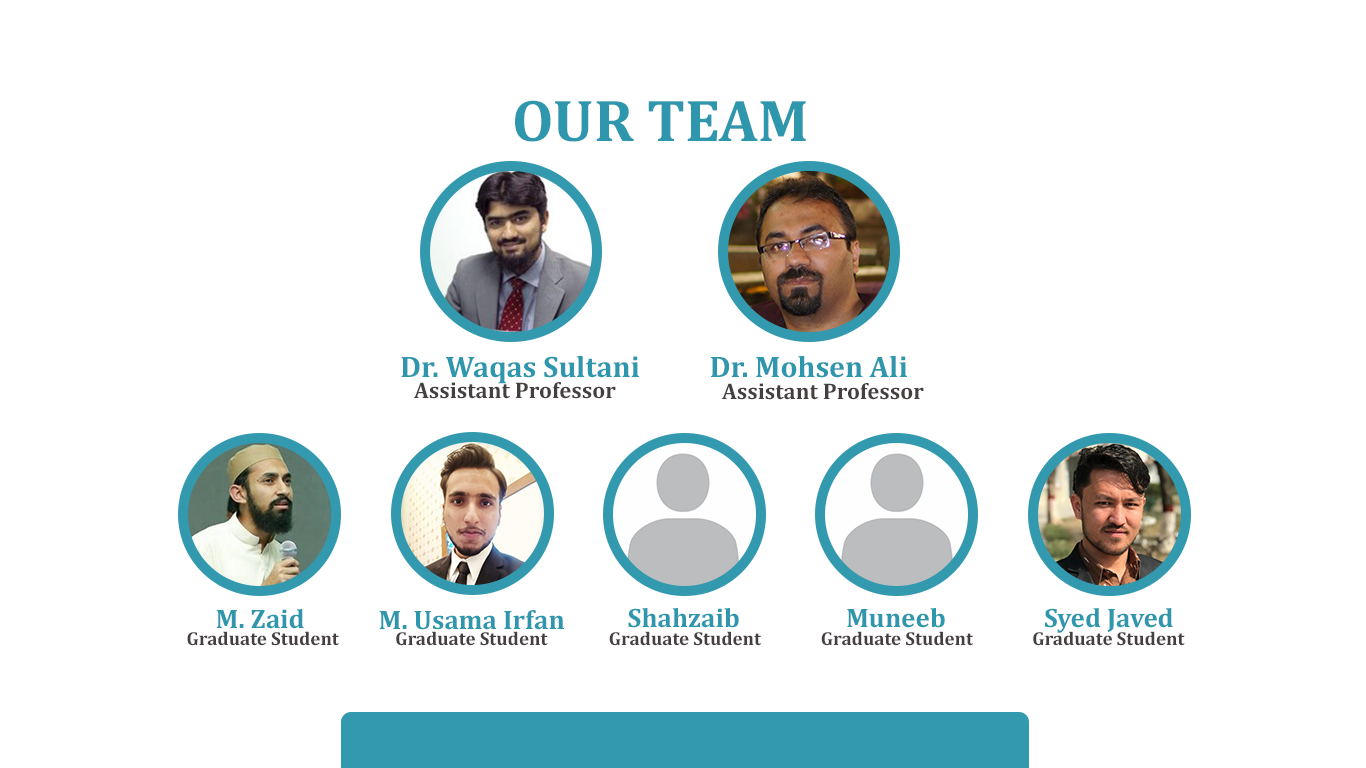 OUR TEAM
Dr. Waqas Sultani
Assistant Professor
Dr. Mohsen Ali
Assistant Professor
M. Zaid
Graduate Student
M. Usama Irfan
Graduate Student
Shahzaib
Graduate Student
Muneeb
Graduate Student
Syed Javed
Graduate Student